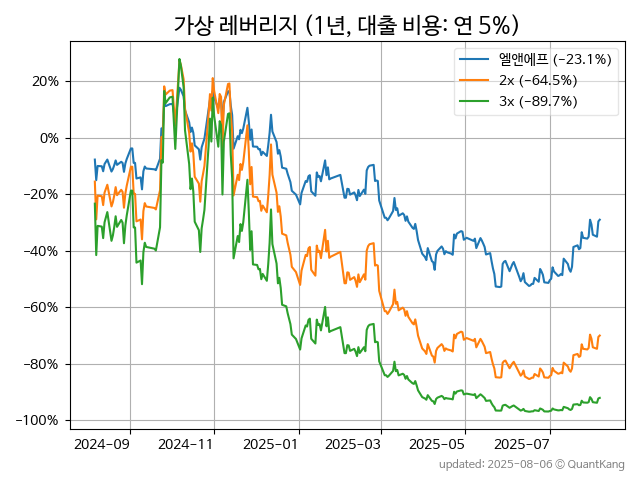 가상 레버리지 (1년, 대출 비용: 연 5%)
엘앤에프 (−23.1%)
2x (−64.5%)
3x (−89.7%)
20%
0%
−20%
−40%
−60%
−80%
−100%
2024-09 2024-11 2025-01 2025-03 2025-05 2025-07
updated: 2025-08-06 © QuantKang